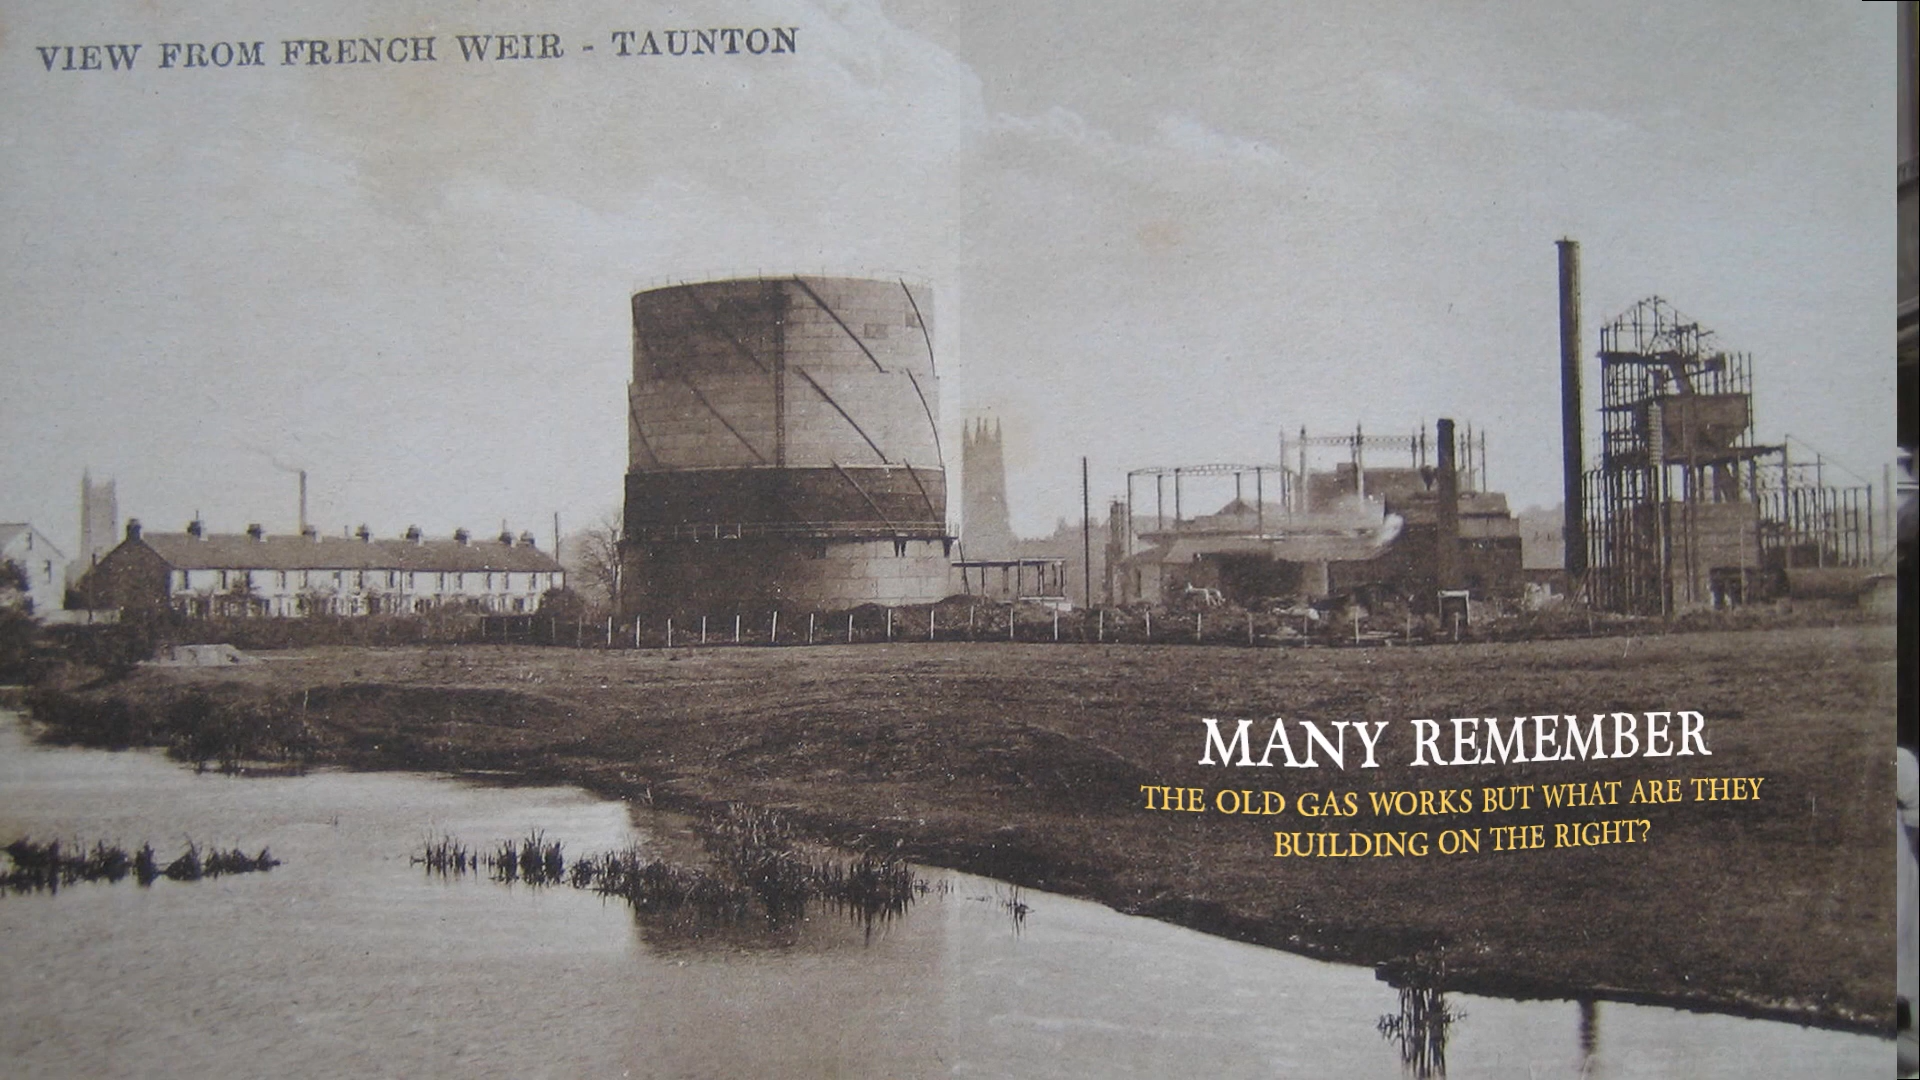 VIEW FROM FRENCH WEIR - TAUNTON
MANY REMEMBER
THE OLD GAS WORKS BUT WHAT ARE THEY
BUILDING ON THE RIGHT?